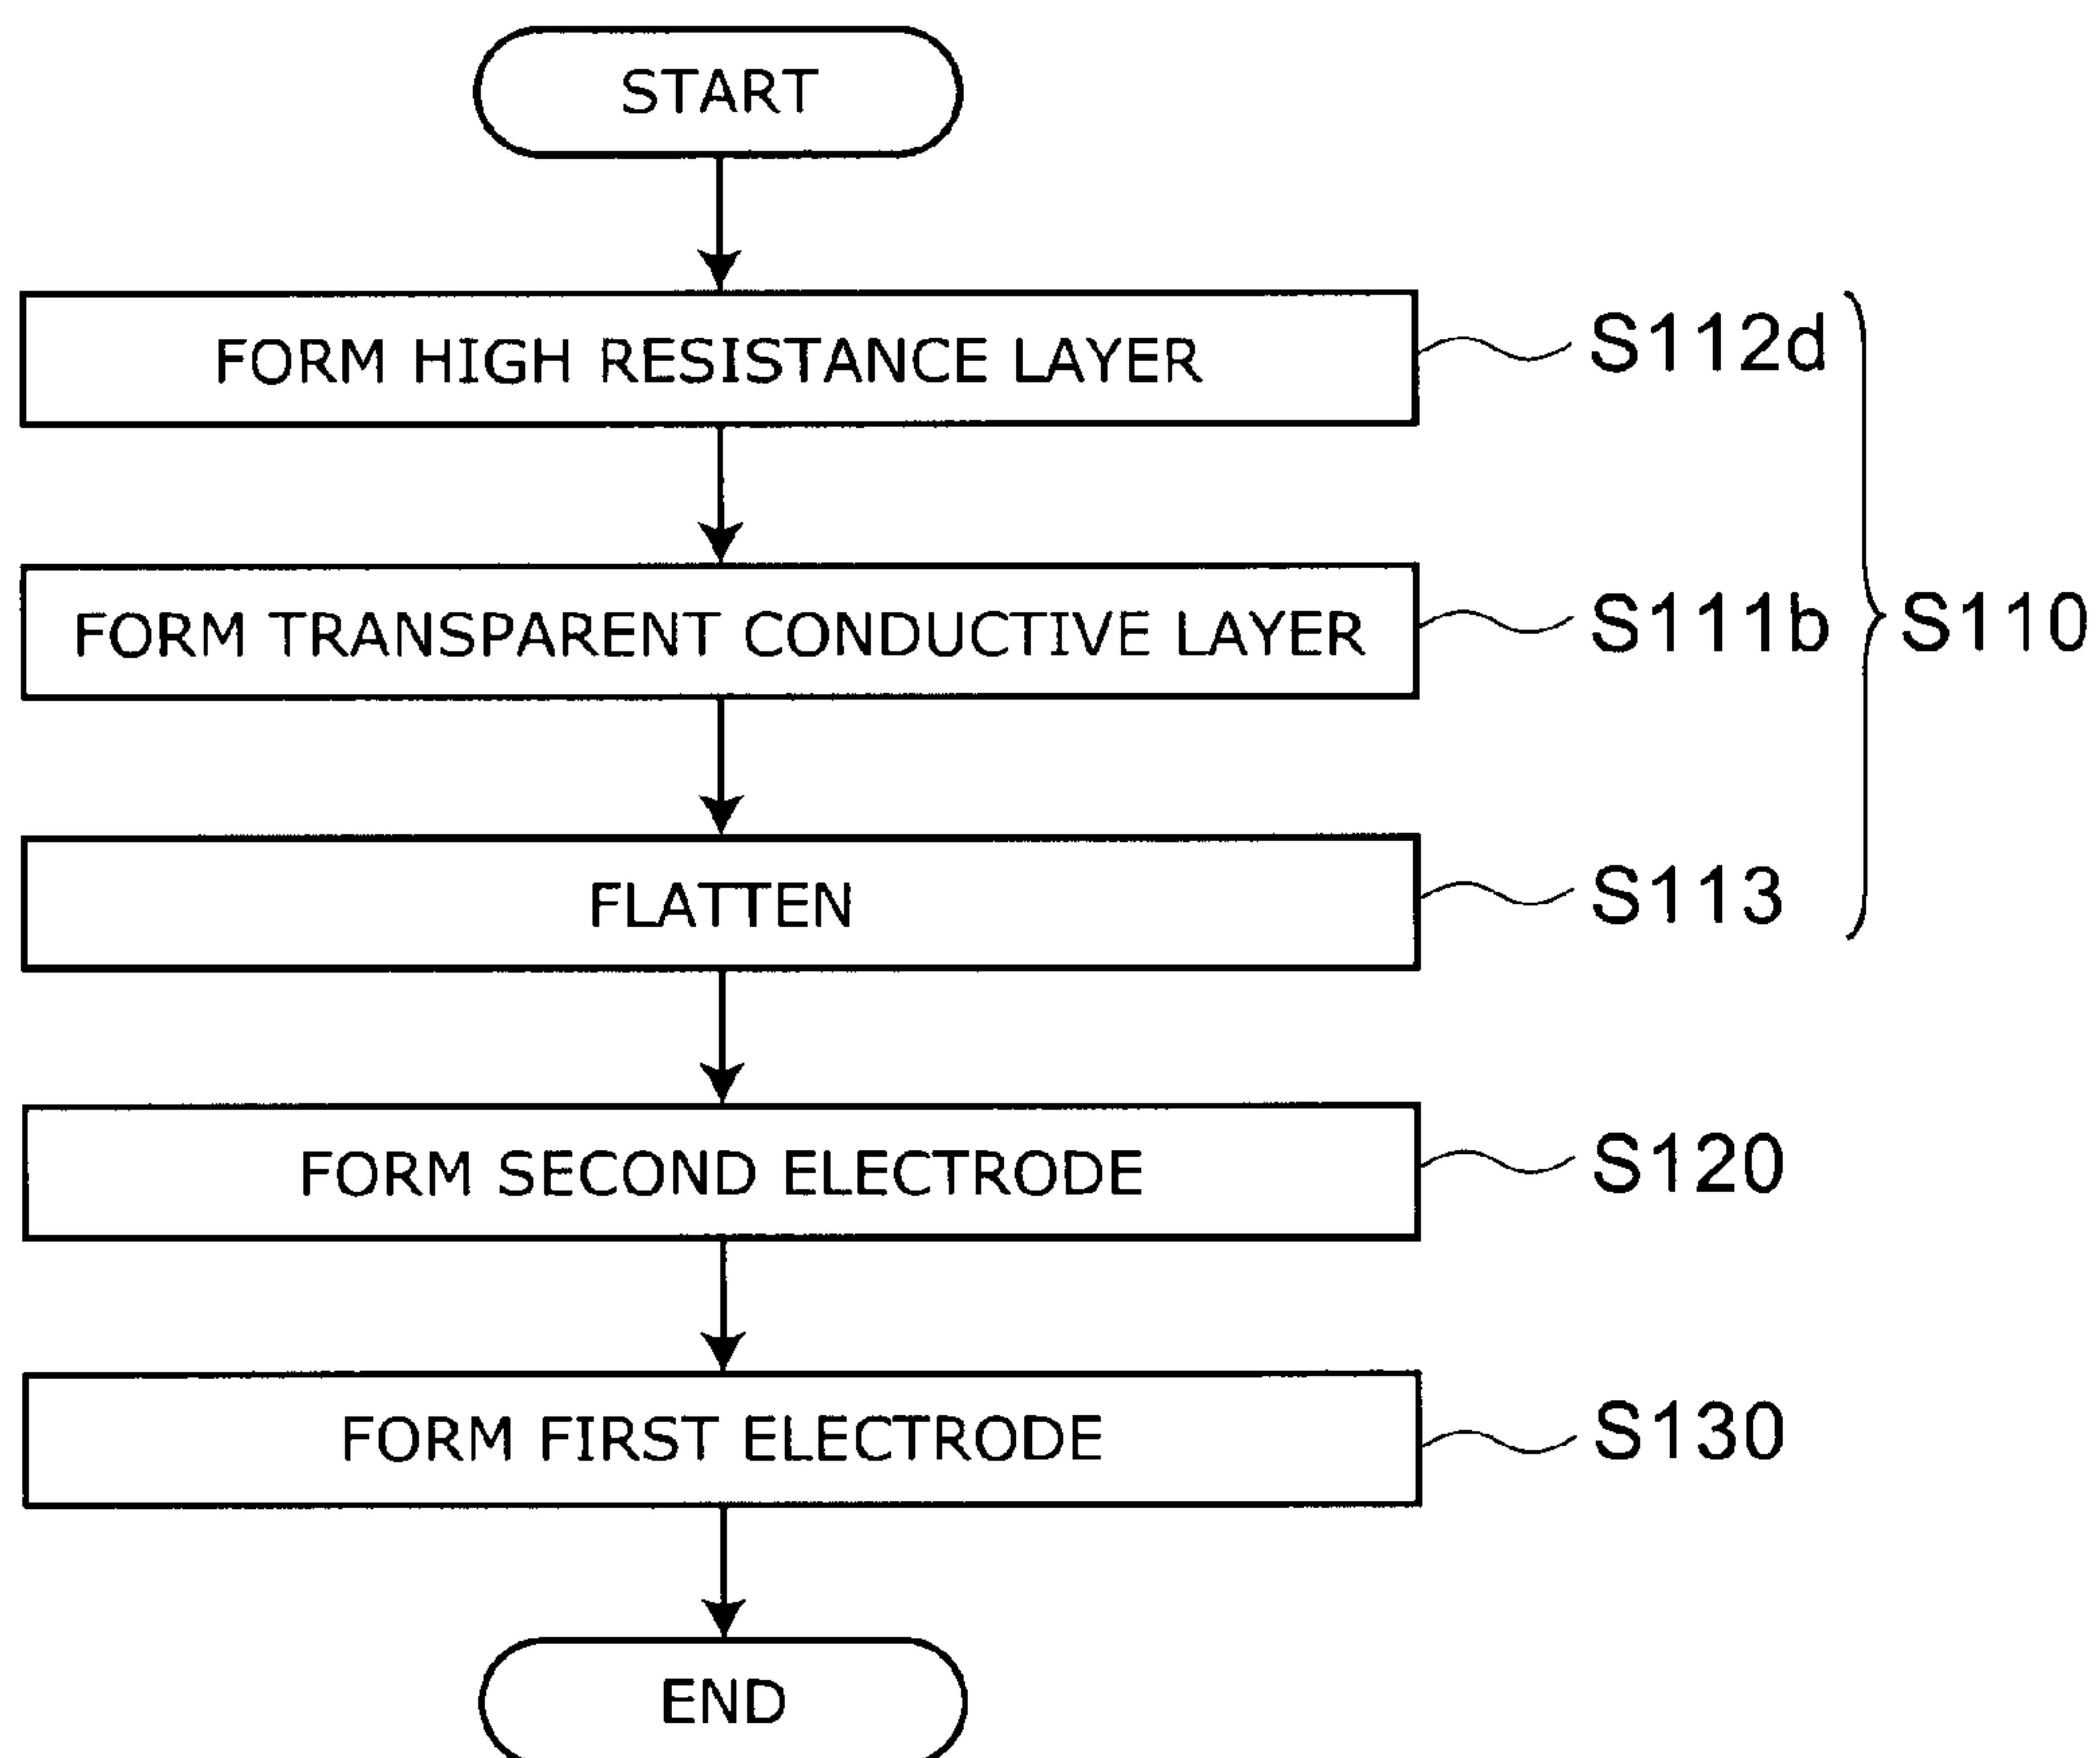 START
FORM HIGH RESISTANCE LAYER S112d
FORM TRANSPARENT CONDUCTIVE LAYER S111b S110
FLATTEN S113
FORM SECOND ELECTRODE S120
FORM FIRST ELECTRODE S130
END